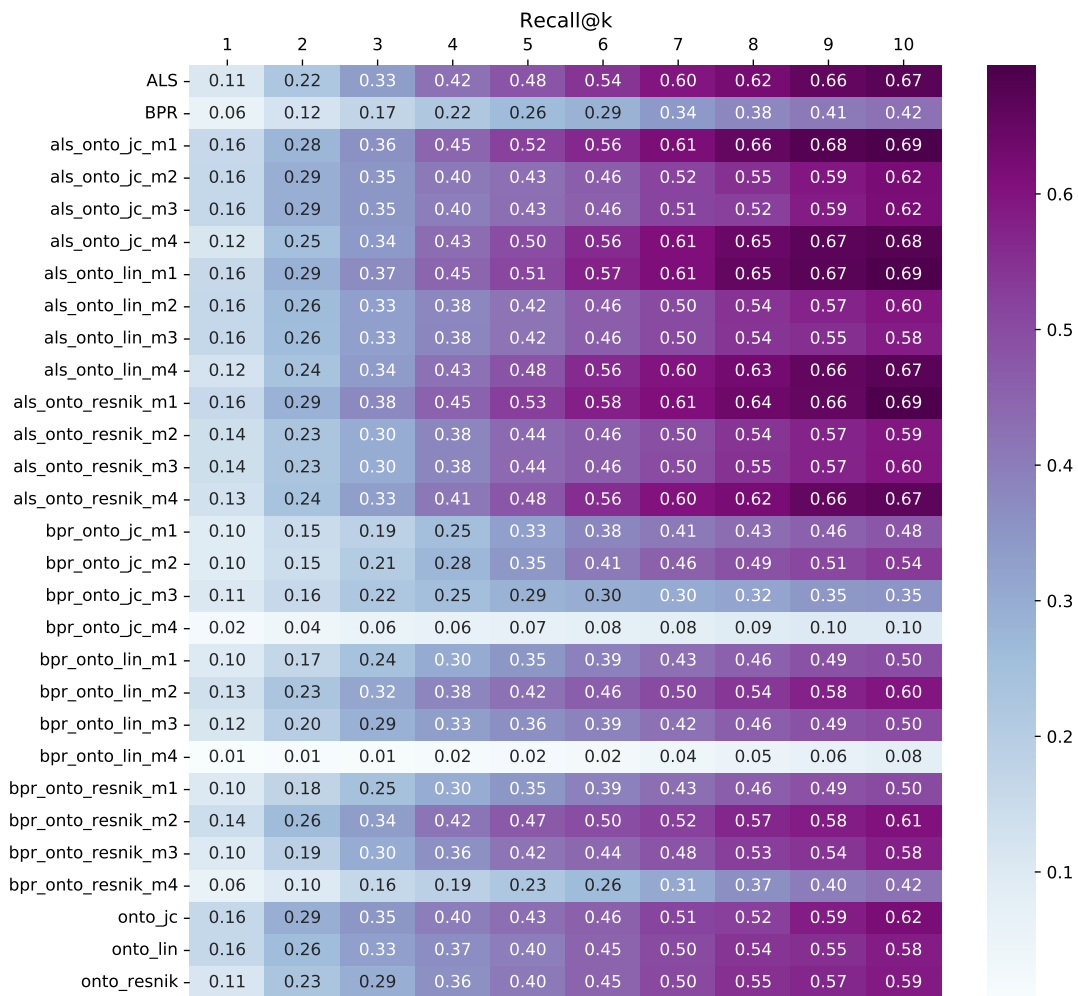 Recall@k
1 2 3 4 5 6 7 8 9 10
ALS 0.11 0.22 0.33 0.42 0.48 0.54 0.60 0.62 0.66 0.67
BPR 0.06 0.12 0.17 0.22 0.26 0.29 0.34 0.38 0.41 0.42
als_onto_jc_m1 0.16 0.28 0.36 0.45 0.52 0.56 0.61 0.66 0.68 0.69
als_onto_jc_m2 0.16 0.29 0.35 0.40 0.43 0.46 0.52 0.55 0.59 0.62
als_onto_jc_m3 0.16 0.29 0.35 0.40 0.43 0.46 0.51 0.52 0.59 0.62
als_onto_jc_m4 0.12 0.25 0.34 0.43 0.50 0.56 0.61 0.65 0.67 0.68
als_onto_lin_m1 0.16 0.29 0.37 0.45 0.51 0.57 0.61 0.65 0.67 0.69
als_onto_lin_m2 0.16 0.26 0.33 0.38 0.42 0.46 0.50 0.54 0.57 0.60
als_onto_lin_m3 0.16 0.26 0.33 0.38 0.42 0.46 0.50 0.54 0.55 0.58
als_onto_lin_m4 0.12 0.24 0.34 0.43 0.48 0.56 0.60 0.63 0.66 0.67
als_onto_resnik_m1 0.16 0.29 0.38 0.45 0.53 0.58 0.61 0.64 0.66 0.69
als_onto_resnik_m2 0.14 0.23 0.30 0.38 0.44 0.46 0.50 0.54 0.57 0.59
als_onto_resnik_m3 0.14 0.23 0.30 0.38 0.44 0.46 0.50 0.55 0.57 0.60
als_onto_resnik_m4 0.13 0.24 0.33 0.41 0.48 0.56 0.60 0.62 0.66 0.67
bpr_onto_jc_m1 0.10 0.15 0.19 0.25 0.33 0.38 0.41 0.43 0.46 0.48
bpr_onto_jc_m2 0.10 0.15 0.21 0.28 0.35 0.41 0.46 0.49 0.51 0.54
bpr_onto_jc_m3 0.11 0.16 0.22 0.25 0.29 0.30 0.30 0.32 0.35 0.35
bpr_onto_jc_m4 0.02 0.04 0.06 0.06 0.07 0.08 0.08 0.09 0.10 0.10
bpr_onto_lin_m1 0.10 0.17 0.24 0.30 0.35 0.39 0.43 0.46 0.49 0.50
bpr_onto_lin_m2 0.13 0.23 0.32 0.38 0.42 0.46 0.50 0.54 0.58 0.60
bpr_onto_lin_m3 0.12 0.20 0.29 0.33 0.36 0.39 0.42 0.46 0.49 0.50
bpr_onto_lin_m4 0.01 0.01 0.01 0.02 0.02 0.02 0.04 0.05 0.06 0.08
bpr_onto_resnik_m1 0.10 0.18 0.25 0.30 0.35 0.39 0.43 0.46 0.49 0.50
bpr_onto_resnik_m2 0.14 0.26 0.34 0.42 0.47 0.50 0.52 0.57 0.58 0.61
bpr_onto_resnik_m3 0.10 0.19 0.30 0.36 0.42 0.44 0.48 0.53 0.54 0.58
bpr_onto_resnik_m4 0.06 0.10 0.16 0.19 0.23 0.26 0.31 0.37 0.40 0.42
onto_jc 0.16 0.29 0.35 0.40 0.43 0.46 0.51 0.52 0.59 0.62
onto_lin 0.16 0.26 0.33 0.37 0.40 0.45 0.50 0.54 0.55 0.58
onto_resnik 0.11 0.23 0.29 0.36 0.40 0.45 0.50 0.55 0.57 0.59
0.6
0.5
0.4
0.3
0.2
0.1